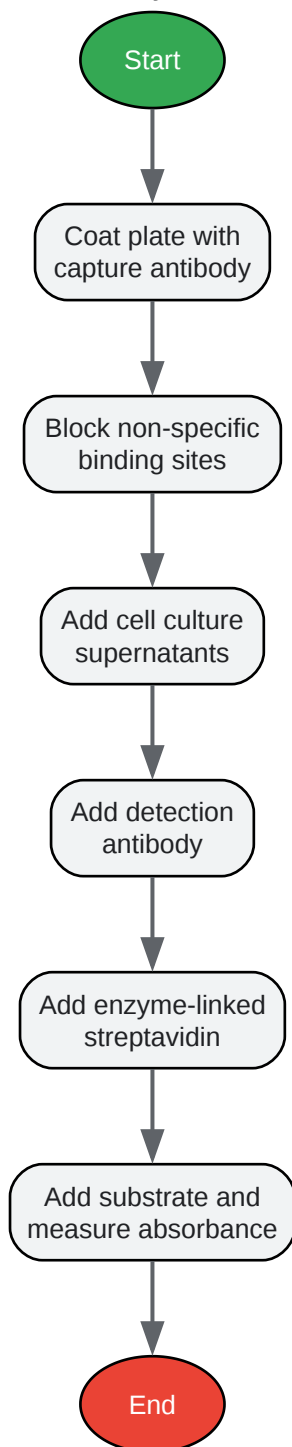 Start
Coat plate with
capture antibody
Block non-specific
binding sites
Add cell culture
supernatants
Add detection
antibody
Add enzyme-linked
streptavidin
Add substrate and
measure absorbance
End